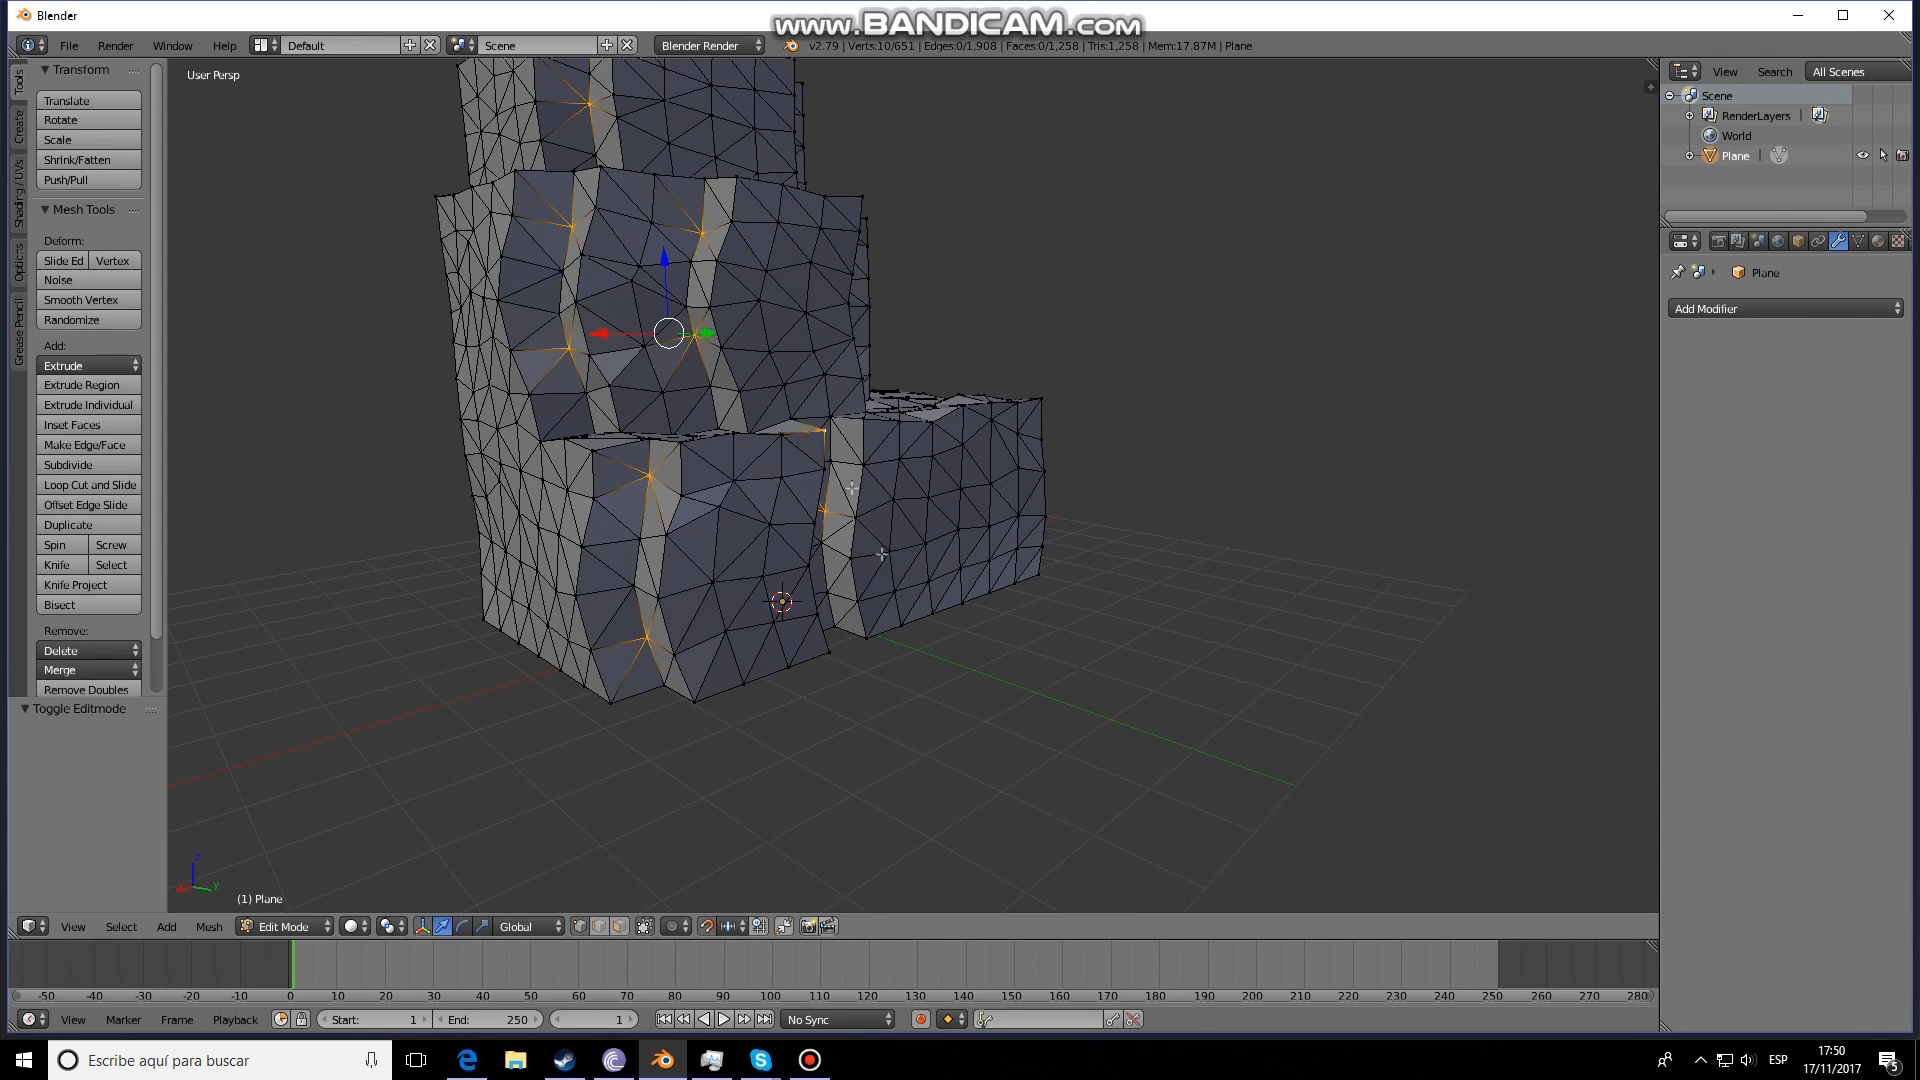 Blender
www.BANDICAM.com
File Render Window Help Default Scene Blender Render v2.79 | Verts:10/651 | Edges:0/1,908 | Faces:0/1,258 | Tris:1,258 | Mem:17.87M | Plane
Tools
Create
Shading / UVs
Options
Grease Pencil
Transform
Translate
Rotate
Scale
Shrink/Fatten
Push/Pull
Mesh Tools
Deform:
Slide Ed Vertex
Noise
Smooth Vertex
Randomize
Add:
Extrude
Extrude Region
Extrude Individual
Inset Faces
Make Edge/Face
Subdivide
Loop Cut and Slide
Offset Edge Slide
Duplicate
Spin Screw
Knife Select
Knife Project
Bisect
Remove:
Delete
Merge
Remove Doubles
Toggle Editmode
User Persp
z
y
(1) Plane
View Search All Scenes
Scene
RenderLayers
World
Plane
Plane
Add Modifier
View Select Add Mesh Edit Mode Global
-50 -40 -30 -20 -10 0 10 20 30 40 50 60 70 80 90 100 110 120 130 140 150 160 170 180 190 200 210 220 230 240 250 260 270 280
View Marker Frame Playback Start: 1 End: 250 1 No Sync
Escribe aquí para buscar
ESP
17:50
17/11/2017
5